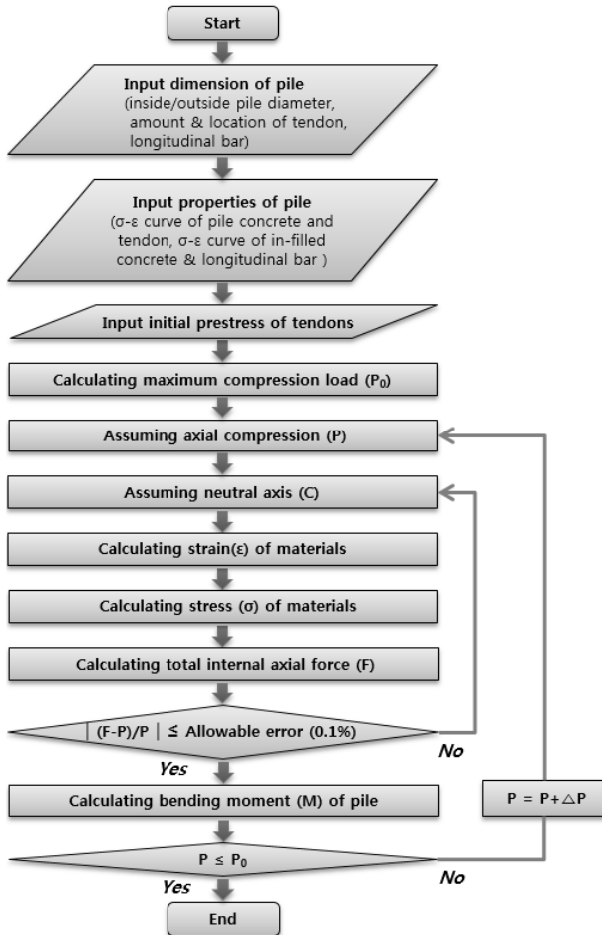 Start
Input dimension of pile
(inside/outside pile diameter,
amount & location of tendon,
longitudinal bar)
Input properties of pile
(σ-ε curve of pile concrete and
tendon, σ-ε curve of in-filled
concrete & longitudinal bar )
Input initial prestress of tendons
Calculating maximum compression load (P₀)
Assuming axial compression (P)
Assuming neutral axis (C)
Calculating strain(ε) of materials
Calculating stress (σ) of materials
Calculating total internal axial force (F)
| (F-P)/P | ≤ Allowable error (0.1%)
No
Yes
Calculating bending moment (M) of pile
P = P+△P
P ≤ P₀
Yes
No
End